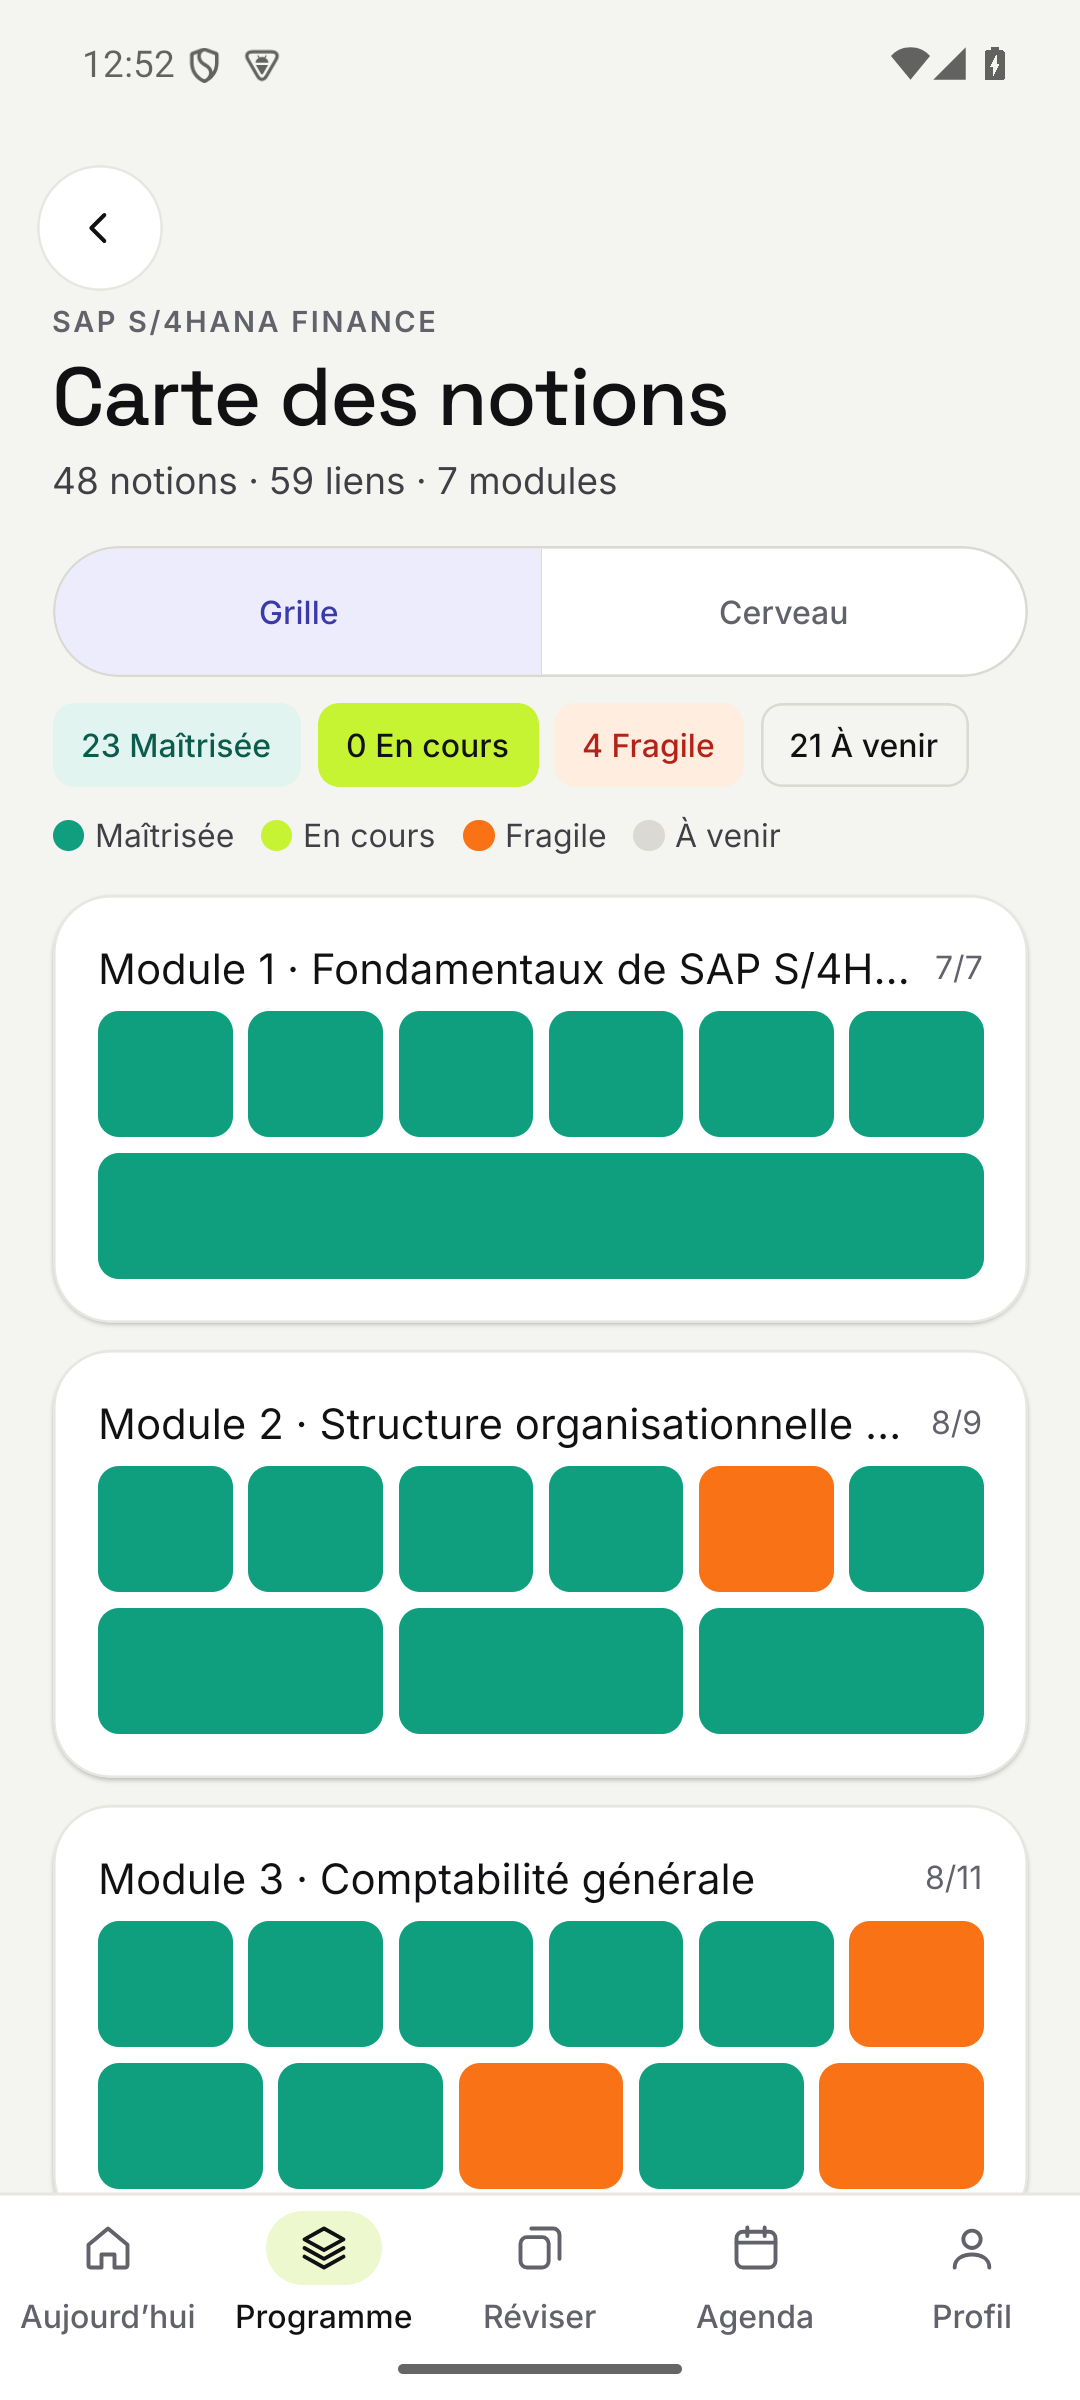 12:52
SAP S/4HANA FINANCE
Carte des notions
48 notions · 59 liens · 7 modules
Grille
Cerveau
23 Maîtrisée
0 En cours
4 Fragile
21 À venir
Maîtrisée
En cours
Fragile
À venir
Module 1 · Fondamentaux de SAP S/4H... 7/7
Module 2 · Structure organisationnelle ... 8/9
Module 3 · Comptabilité générale 8/11
Aujourd’hui
Programme
Réviser
Agenda
Profil